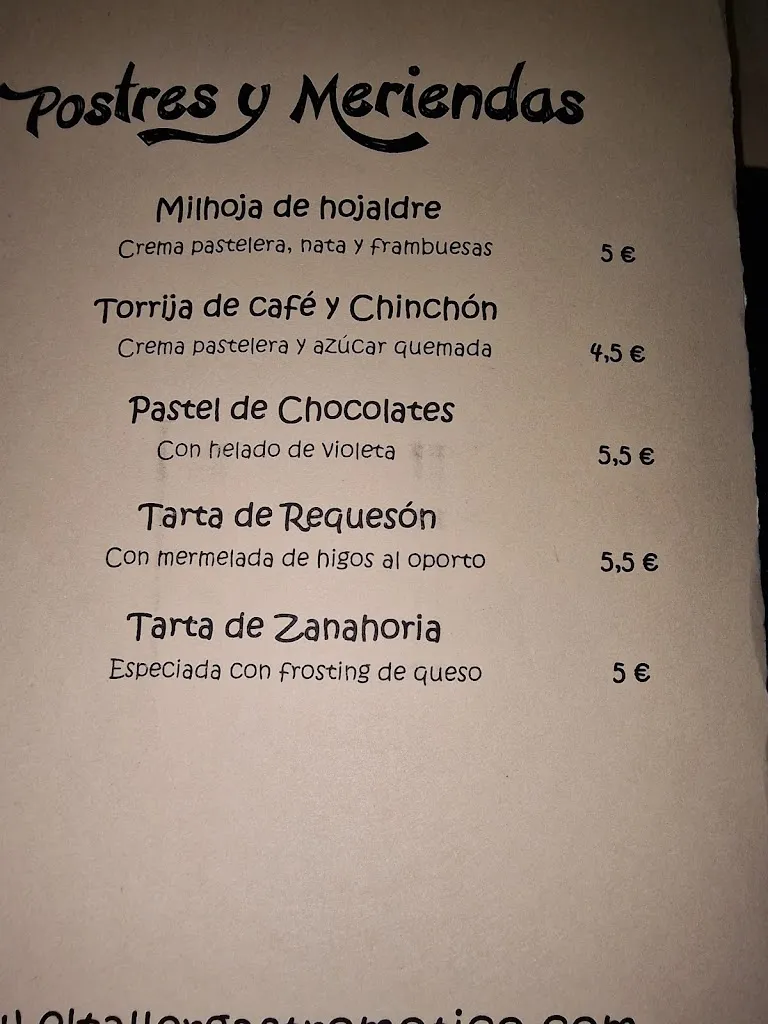 Postres y Meriendas
Milhoja de hojaldre
Crema pastelera, nata y frambuesas 5 €
Torrija de café y Chinchón
Crema pastelera y azúcar quemada 4,5 €
Pastel de Chocolates
Con helado de violeta 5,5 €
Tarta de Requesón
Con mermelada de higos al oporto 5,5 €
Tarta de Zanahoria
Especiada con frosting de queso 5 €